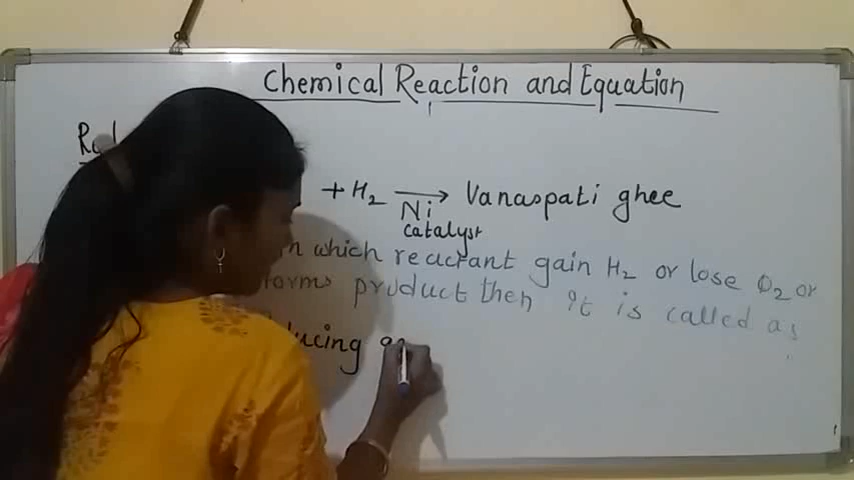 Chemical Reaction and Equation
+ H₂ → Vanaspati ghee
Ni
catalyst
in which reactant gain H₂ or lose O₂ or
forms product then it is called as